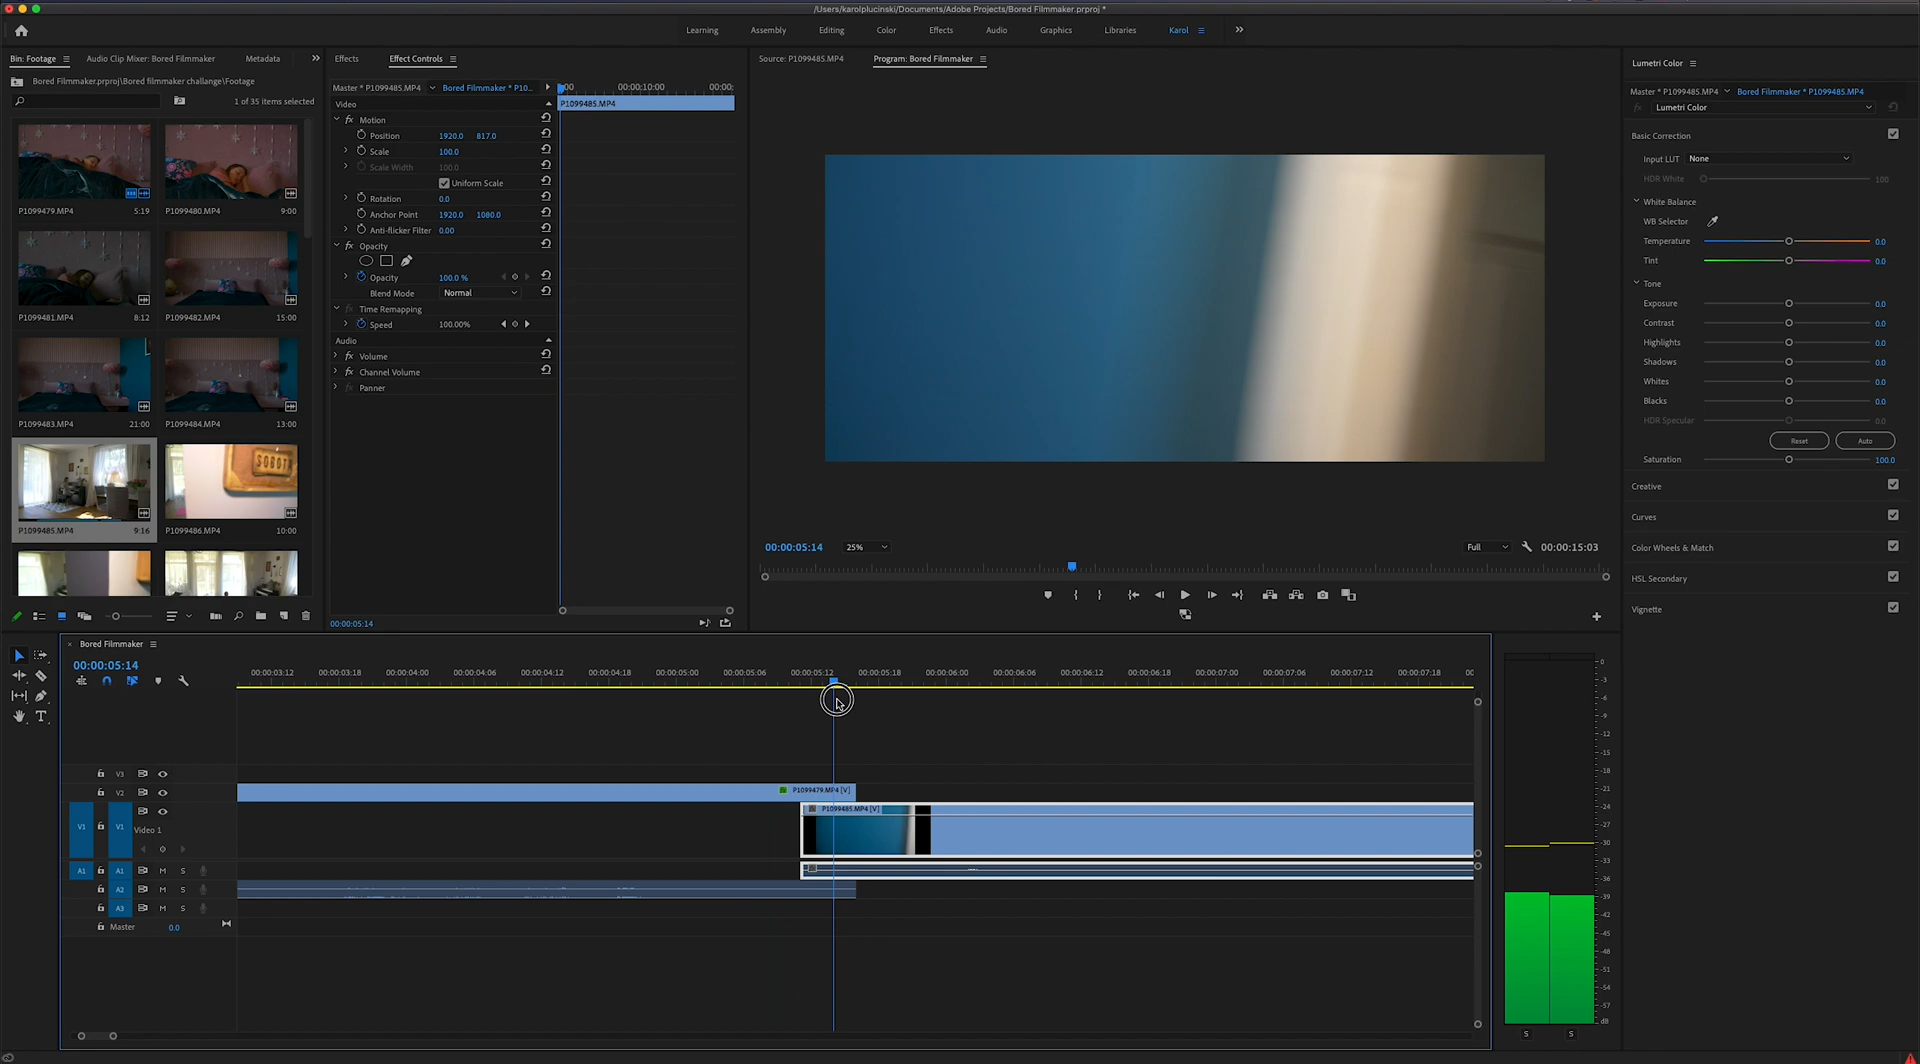 /Users/karolplucinski/Documents/Adobe Projects/Bored Filmmaker.prproj *
Learning Assembly Editing Color Effects Audio Graphics Libraries Karol
Bin: Footage Audio Clip Mixer: Bored Filmmaker Metadata
Bored Filmmaker.prproj\Bored filmmaker challange\Footage
1 of 35 items selected
P1099479.MP4 5:19 P1099480.MP4 9:00
P1099481.MP4 8:12 P1099482.MP4 15:00
P1099483.MP4 21:00 P1099484.MP4 13:00
SOBOTA
P1099485.MP4 9:16 P1099486.MP4 10:00
Effects Effect Controls
Master * P1099485.MP4 Bored Filmmaker * P10...
:00 00:00:10:00 00:00:
Video P1099485.MP4
fx Motion
Position 1920.0 817.0
Scale 100.0
Scale Width 100.0
Uniform Scale
Rotation 0.0
Anchor Point 1920.0 1080.0
Anti-flicker Filter 0.00
fx Opacity
Opacity 100.0 %
Blend Mode Normal
fx Time Remapping
Speed 100.00%
Audio
fx Volume
fx Channel Volume
fx Panner
00:00:05:14
Source: P1099485.MP4 Program: Bored Filmmaker
00:00:05:14 25% Full 00:00:15:03
Lumetri Color
Master * P1099485.MP4 Bored Filmmaker * P1099485.MP4
fx Lumetri Color
Basic Correction
Input LUT None
HDR White 100
White Balance
WB Selector
Temperature 0.0
Tint 0.0
Tone
Exposure 0.0
Contrast 0.0
Highlights 0.0
Shadows 0.0
Whites 0.0
Blacks 0.0
HDR Specular 0.0
Reset Auto
Saturation 100.0
Creative
Curves
Color Wheels & Match
HSL Secondary
Vignette
Bored Filmmaker
00:00:05:14
00:00:03:12 00:00:03:18 00:00:04:00 00:00:04:06 00:00:04:12 00:00:04:18 00:00:05:00 00:00:05:06 00:00:05:12 00:00:05:18 00:00:06:00 00:00:06:06 00:00:06:12 00:00:06:18 00:00:07:00 00:00:07:06 00:00:07:12 00:00:07:18 00
V3
V2 P1099479.MP4 [V]
P1099485.MP4 [V]
V1 V1 Video 1
A1 A1 M S
A2 M S
A3 M S
Master 0.0
0
-3
-6
-9
-12
-15
-18
-21
-24
-27
-30
-33
-36
-39
-42
-45
-48
-51
-54
-57
dB
S S